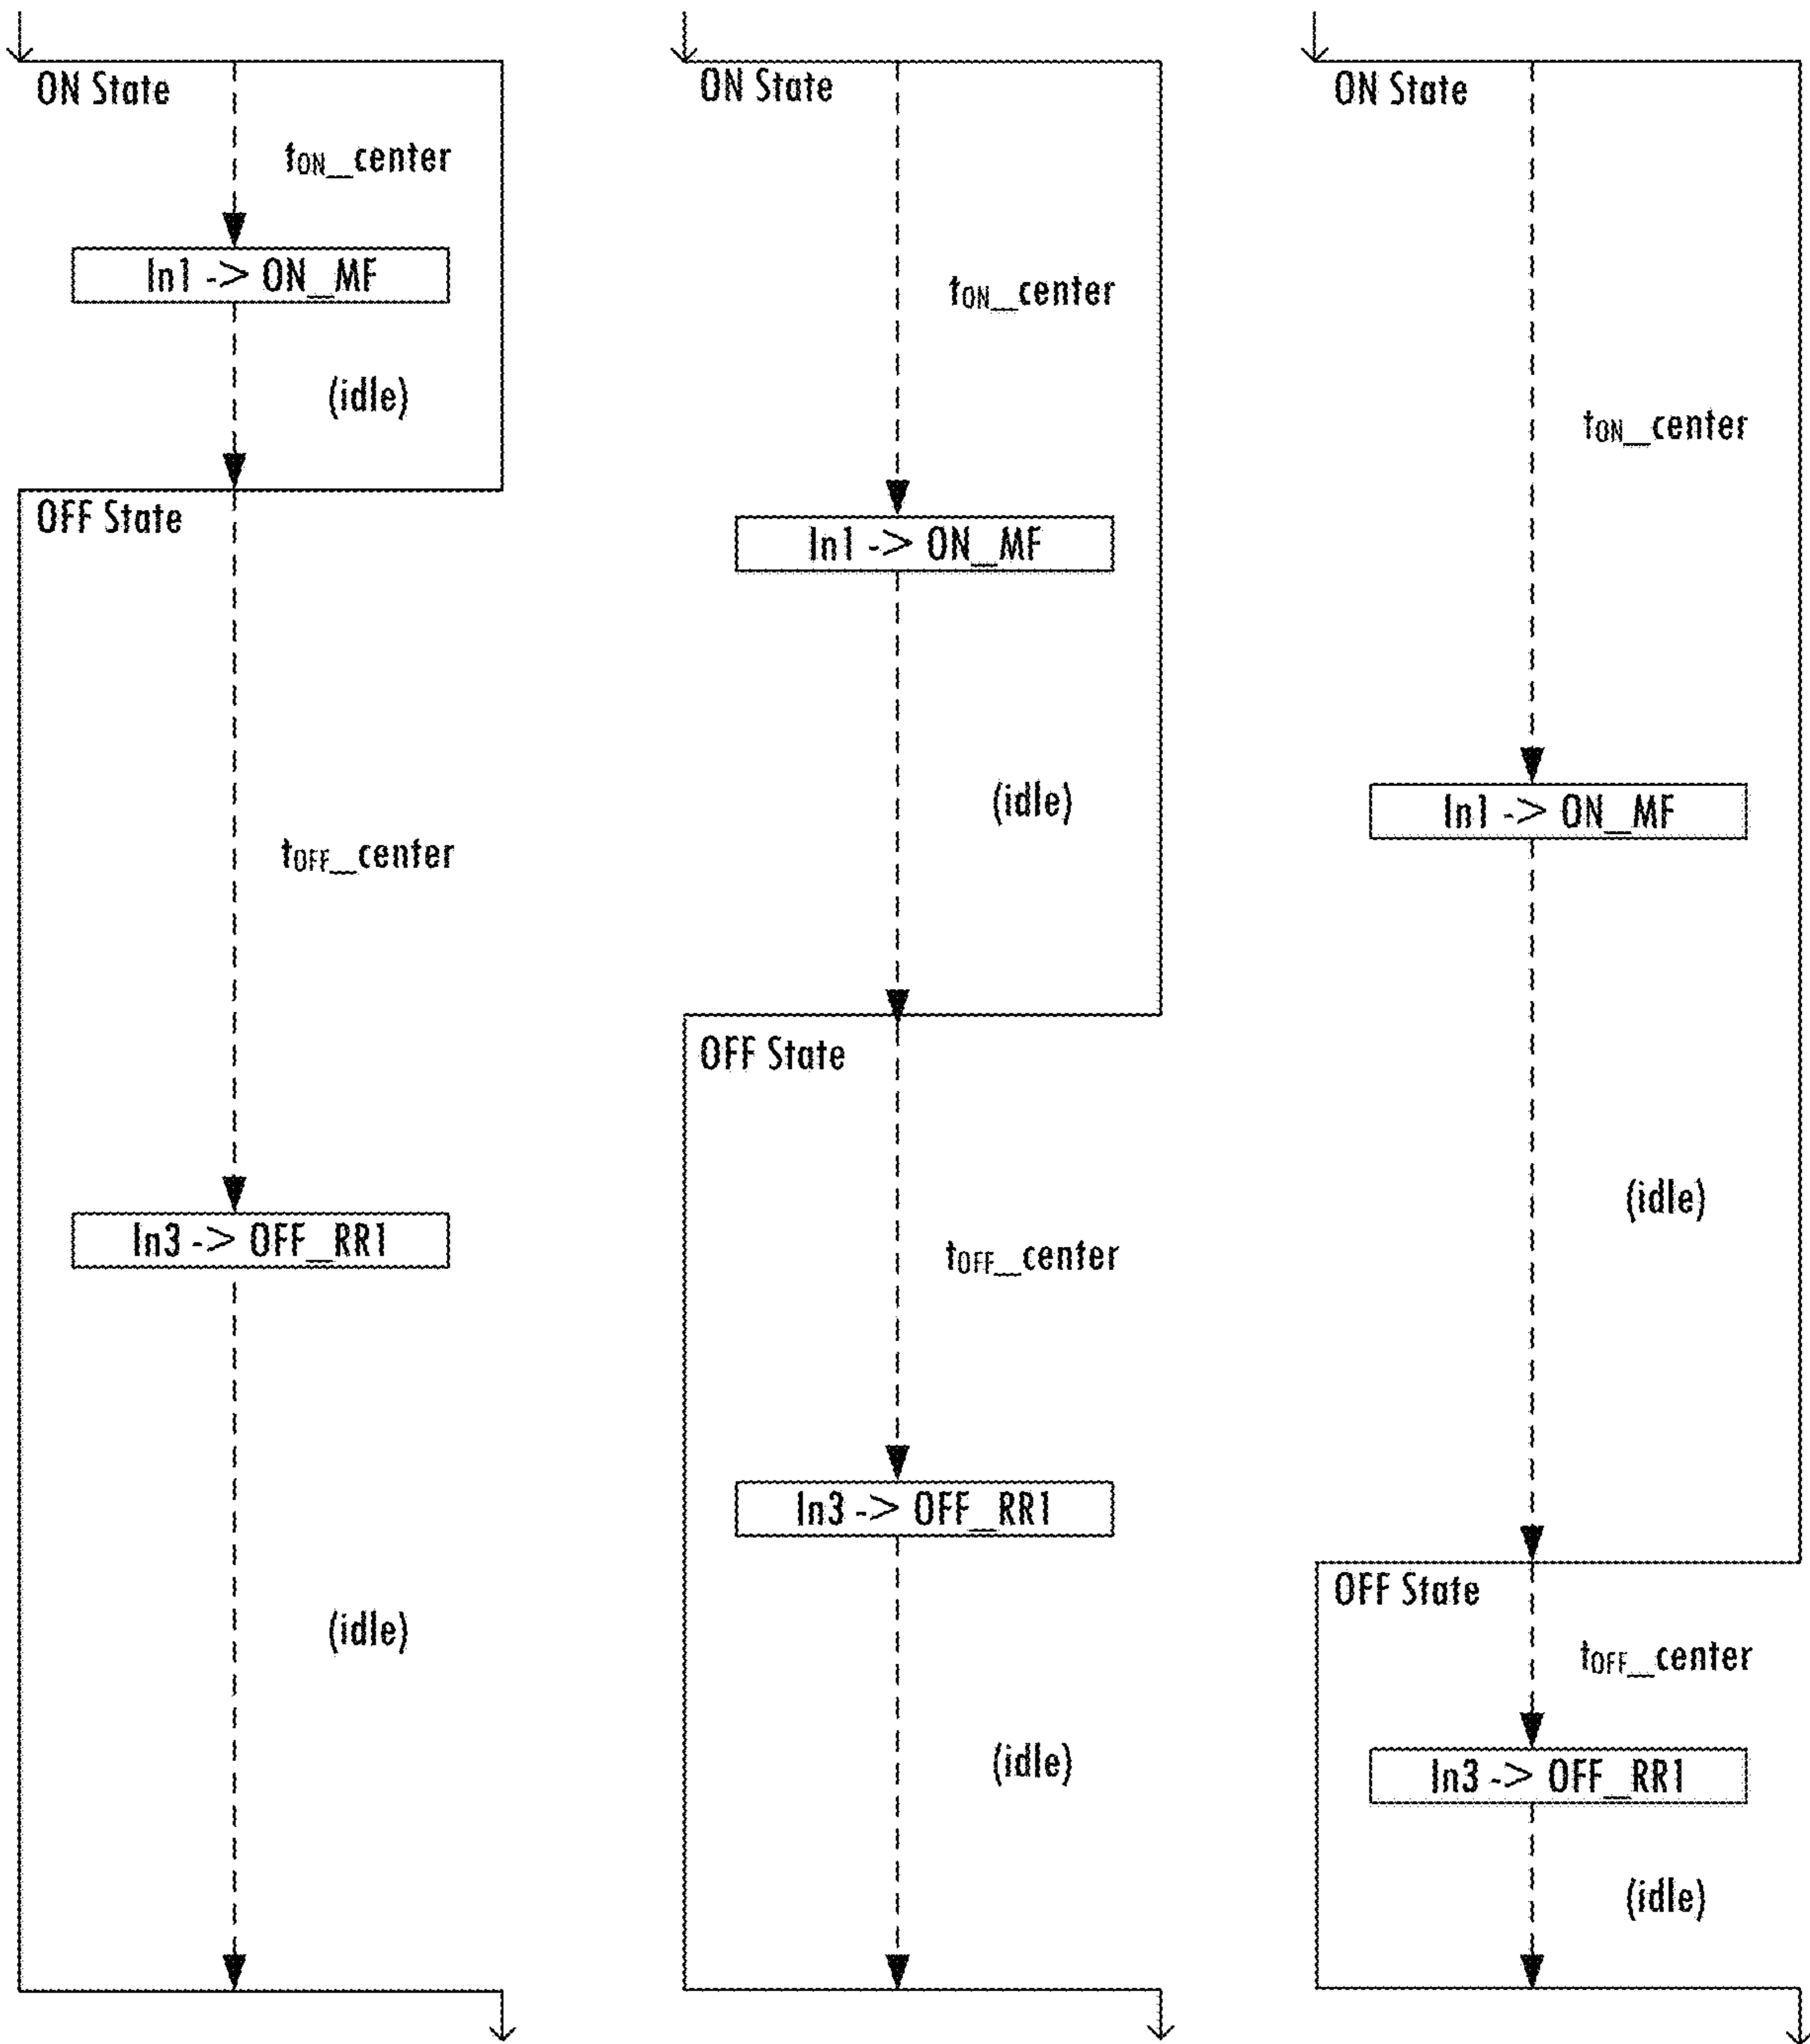 ON State
tON_center
In1 -> ON_MF
(idle)
OFF State
tOFF_center
In3 -> OFF_RR1
(idle)
ON State
tON_center
In1 -> ON_MF
(idle)
OFF State
tOFF_center
In3 -> OFF_RR1
(idle)
ON State
tON_center
In1 -> ON_MF
(idle)
OFF State
tOFF_center
In3 -> OFF_RR1
(idle)